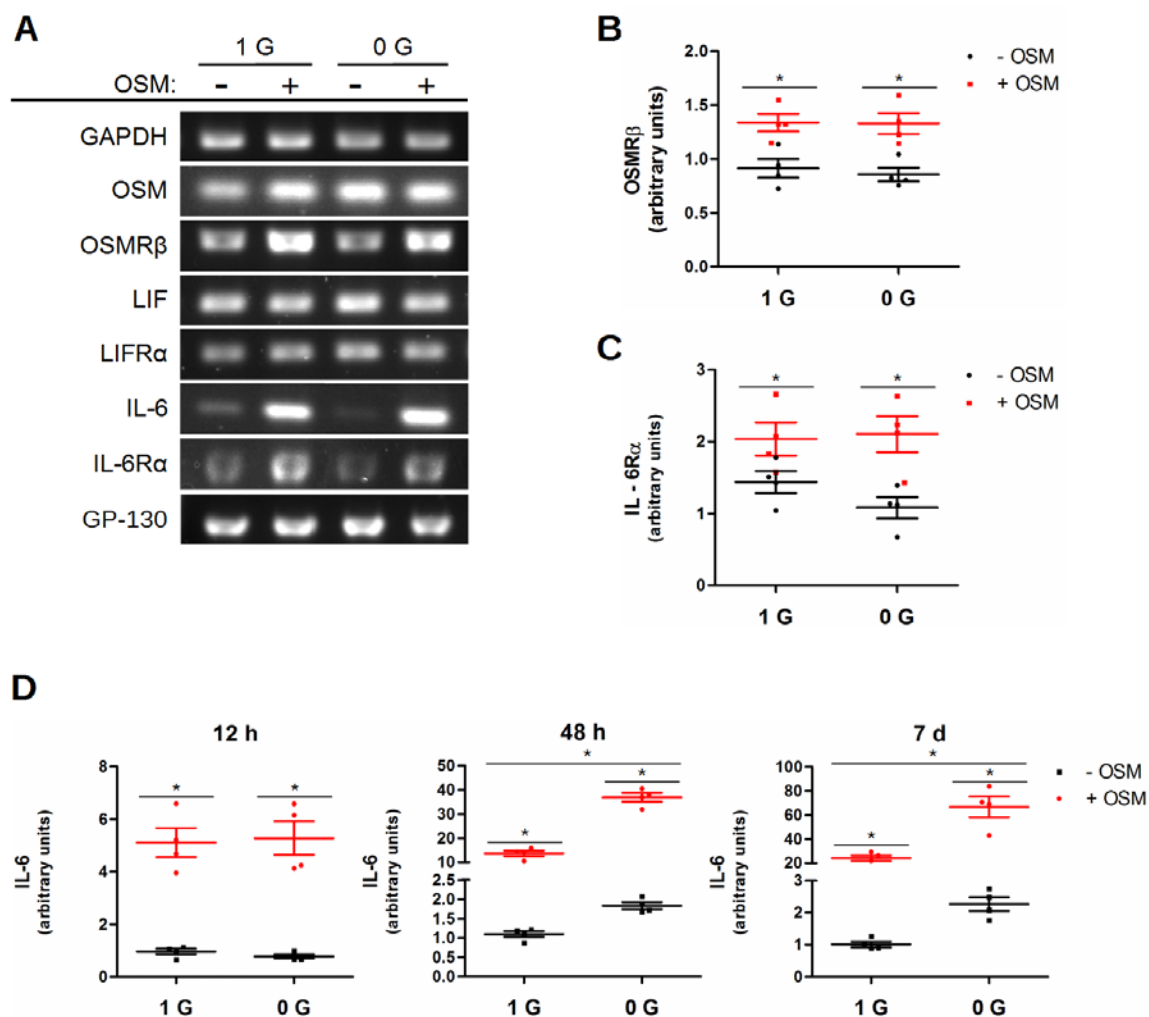 A
1 G 0 G
OSM: - + - +
GAPDH
OSM
OSMRβ
LIF
LIFRα
IL-6
IL-6Rα
GP-130
B
OSMRβ
(arbitrary units)
2.0
1.5
1.0
0.5
0.0
* *
1 G 0 G
- OSM
+ OSM
C
IL - 6Rα
(arbitrary units)
3
2
1
0
* *
1 G 0 G
- OSM
+ OSM
D
12 h
IL-6
(arbitrary units)
8
6
4
2
0
* *
1 G 0 G
48 h
IL-6
(arbitrary units)
50
40
30
20
10
2.5
2.0
1.5
1.0
0.5
0.0
*
*
*
1 G 0 G
7 d
IL-6
(arbitrary units)
100
80
60
40
20
3
2
1
0
*
*
*
1 G 0 G
- OSM
+ OSM